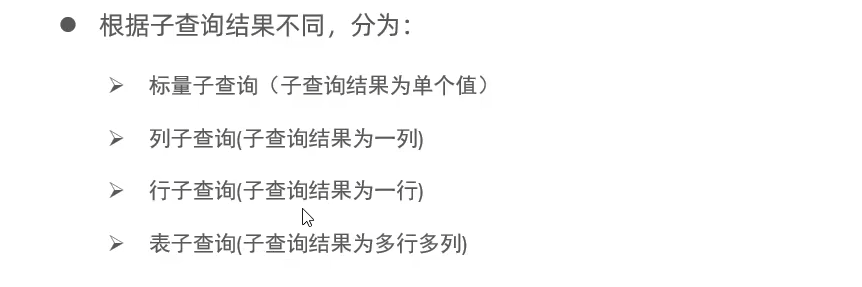 ● 根据子查询结果不同，分为：
➢ 标量子查询（子查询结果为单个值）
➢ 列子查询(子查询结果为一列)
➢ 行子查询(子查询结果为一行)
➢ 表子查询(子查询结果为多行多列)